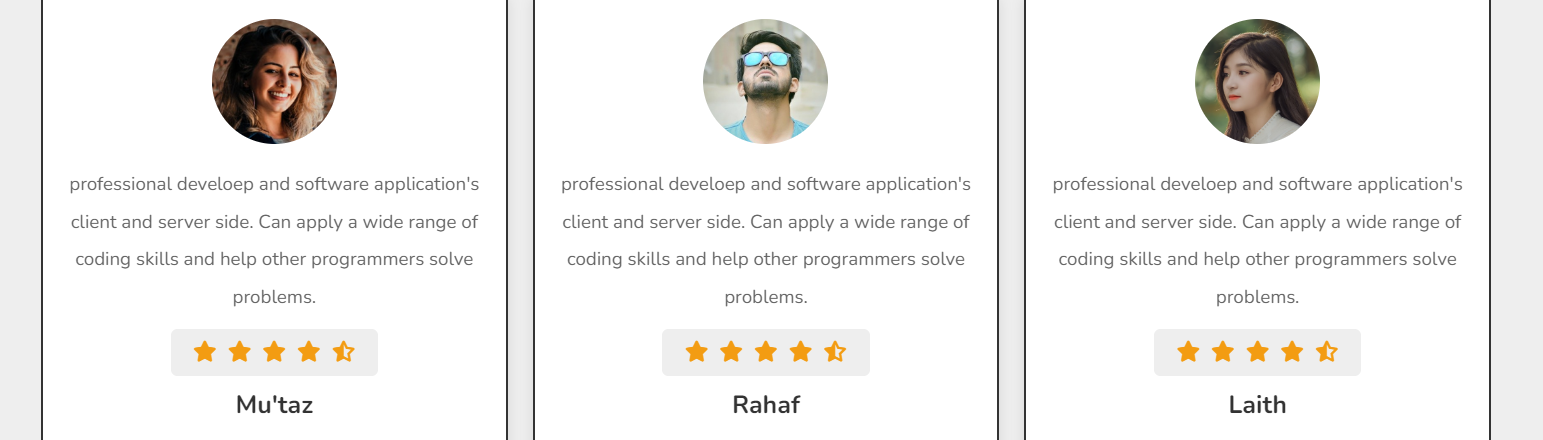 professional develoep and software application's
client and server side. Can apply a wide range of
coding skills and help other programmers solve
problems.
Mu'taz
professional develoep and software application's
client and server side. Can apply a wide range of
coding skills and help other programmers solve
problems.
Rahaf
professional develoep and software application's
client and server side. Can apply a wide range of
coding skills and help other programmers solve
problems.
Laith